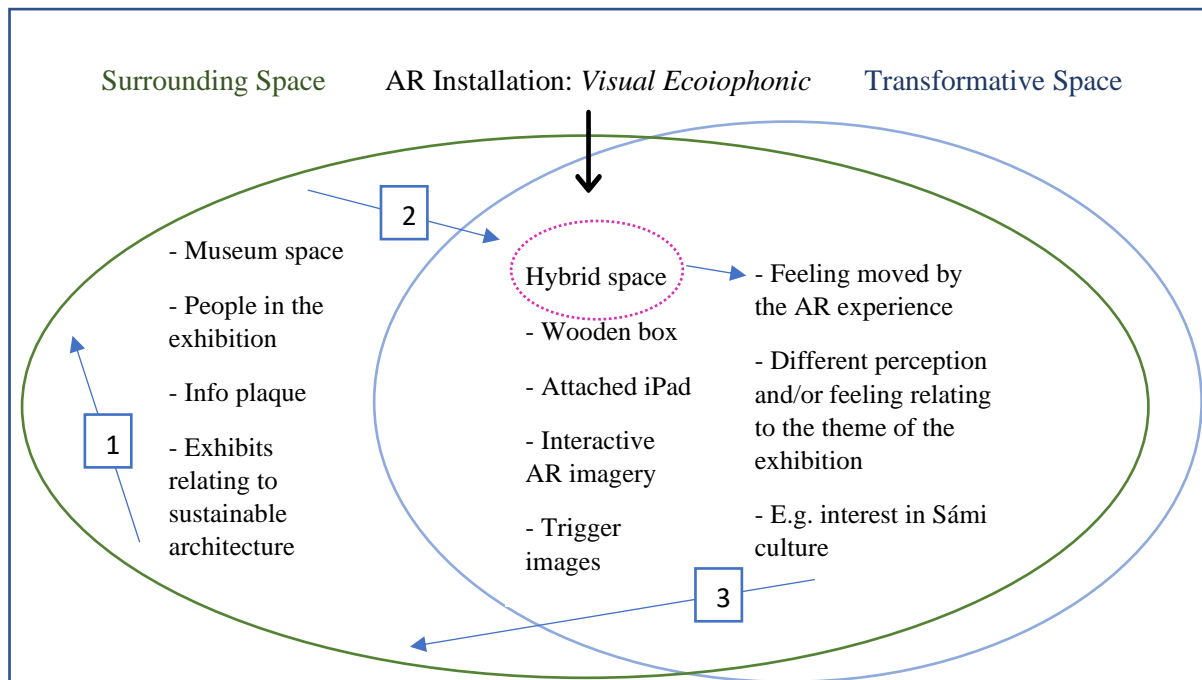 Surrounding Space
AR Installation: Visual Ecoiophonic
Transformative Space
2
1
- Museum space
- People in the
exhibition
- Info plaque
- Exhibits
relating to
sustainable
architecture
Hybrid space
- Wooden box
- Attached iPad
- Interactive
AR imagery
- Trigger
images
- Feeling moved by
the AR experience
- Different perception
and/or feeling relating
to the theme of the
exhibition
- E.g. interest in Sámi
culture
3